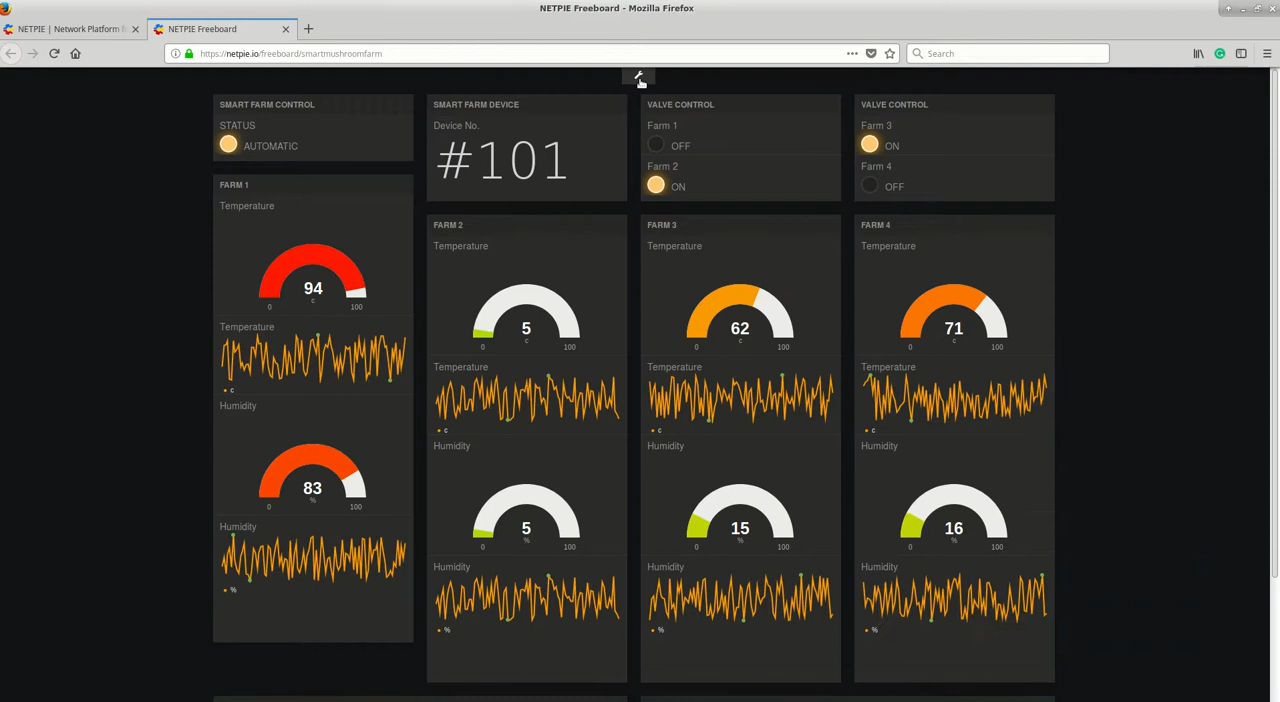 NETPIE Freeboard - Mozilla Firefox
NETPIE | Network Platform f
NETPIE Freeboard
https://netpie.io/freeboard/smartmushroomfarm
Search
SMART FARM CONTROL
STATUS
AUTOMATIC
SMART FARM DEVICE
Device No.
#101
VALVE CONTROL
Farm 1
OFF
Farm 2
ON
VALVE CONTROL
Farm 3
ON
Farm 4
OFF
FARM 1
Temperature
94
c
0 100
Temperature
c
Humidity
83
%
0 100
Humidity
%
FARM 2
Temperature
5
c
0 100
Temperature
c
Humidity
5
%
0 100
Humidity
%
FARM 3
Temperature
62
c
0 100
Temperature
c
Humidity
15
%
0 100
Humidity
%
FARM 4
Temperature
71
c
0 100
Temperature
c
Humidity
16
%
0 100
Humidity
%